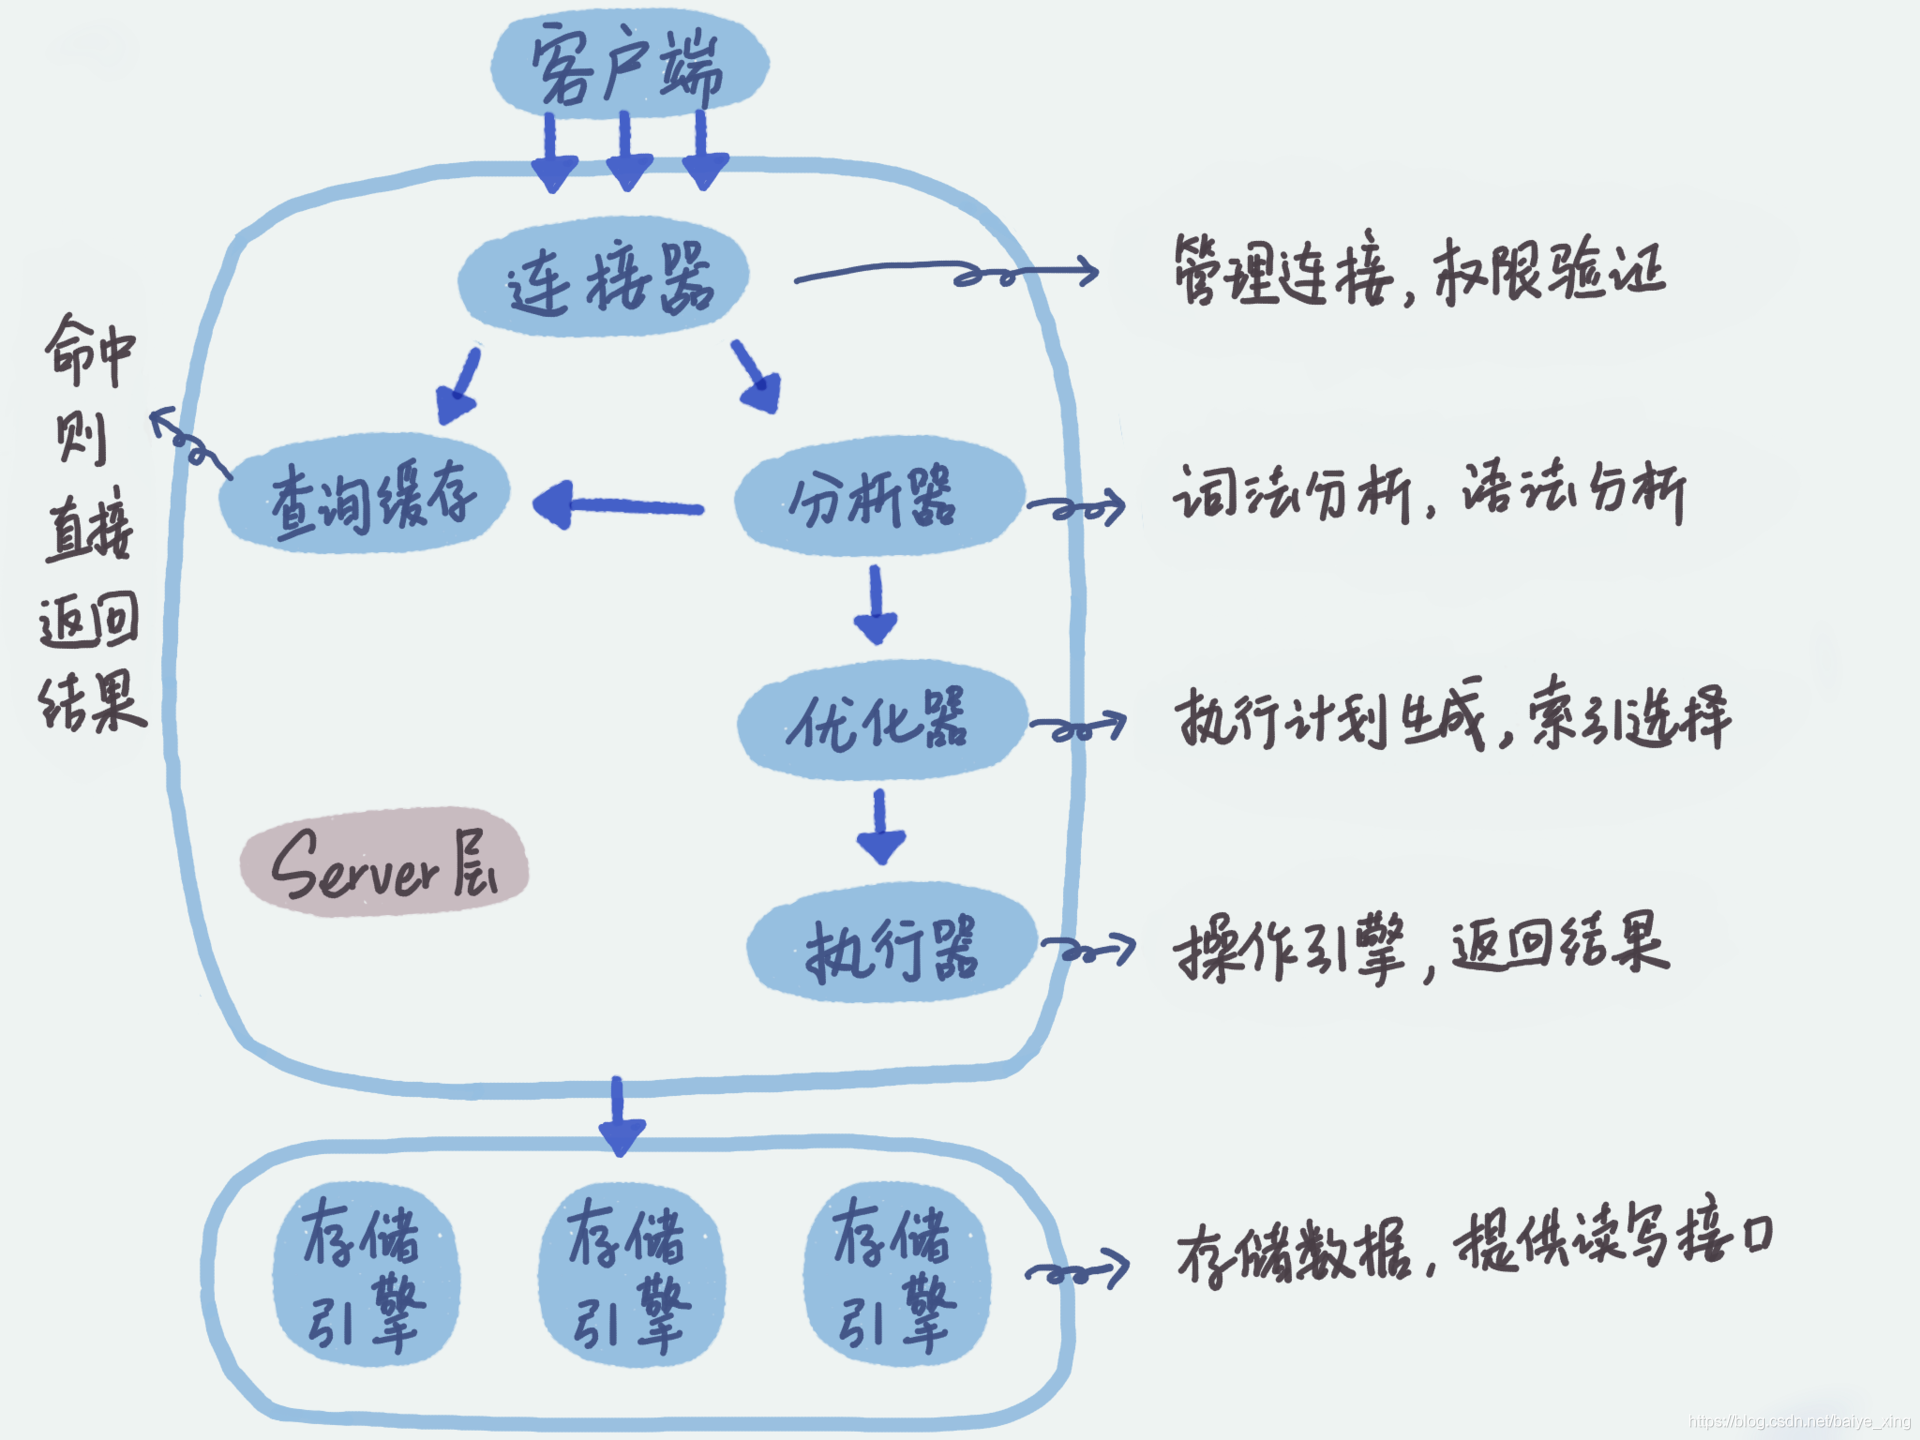 客户端
连接器
管理连接，权限验证
命中
则
直接
返回
结果
查询缓存
分析器
词法分析，语法分析
优化器
执行计划生成，索引选择
Server层
执行器
操作引擎，返回结果
存储
引擎
存储
引擎
存储
引擎
存储数据，提供读写接口
https://blog.csdn.net/baiye_xing